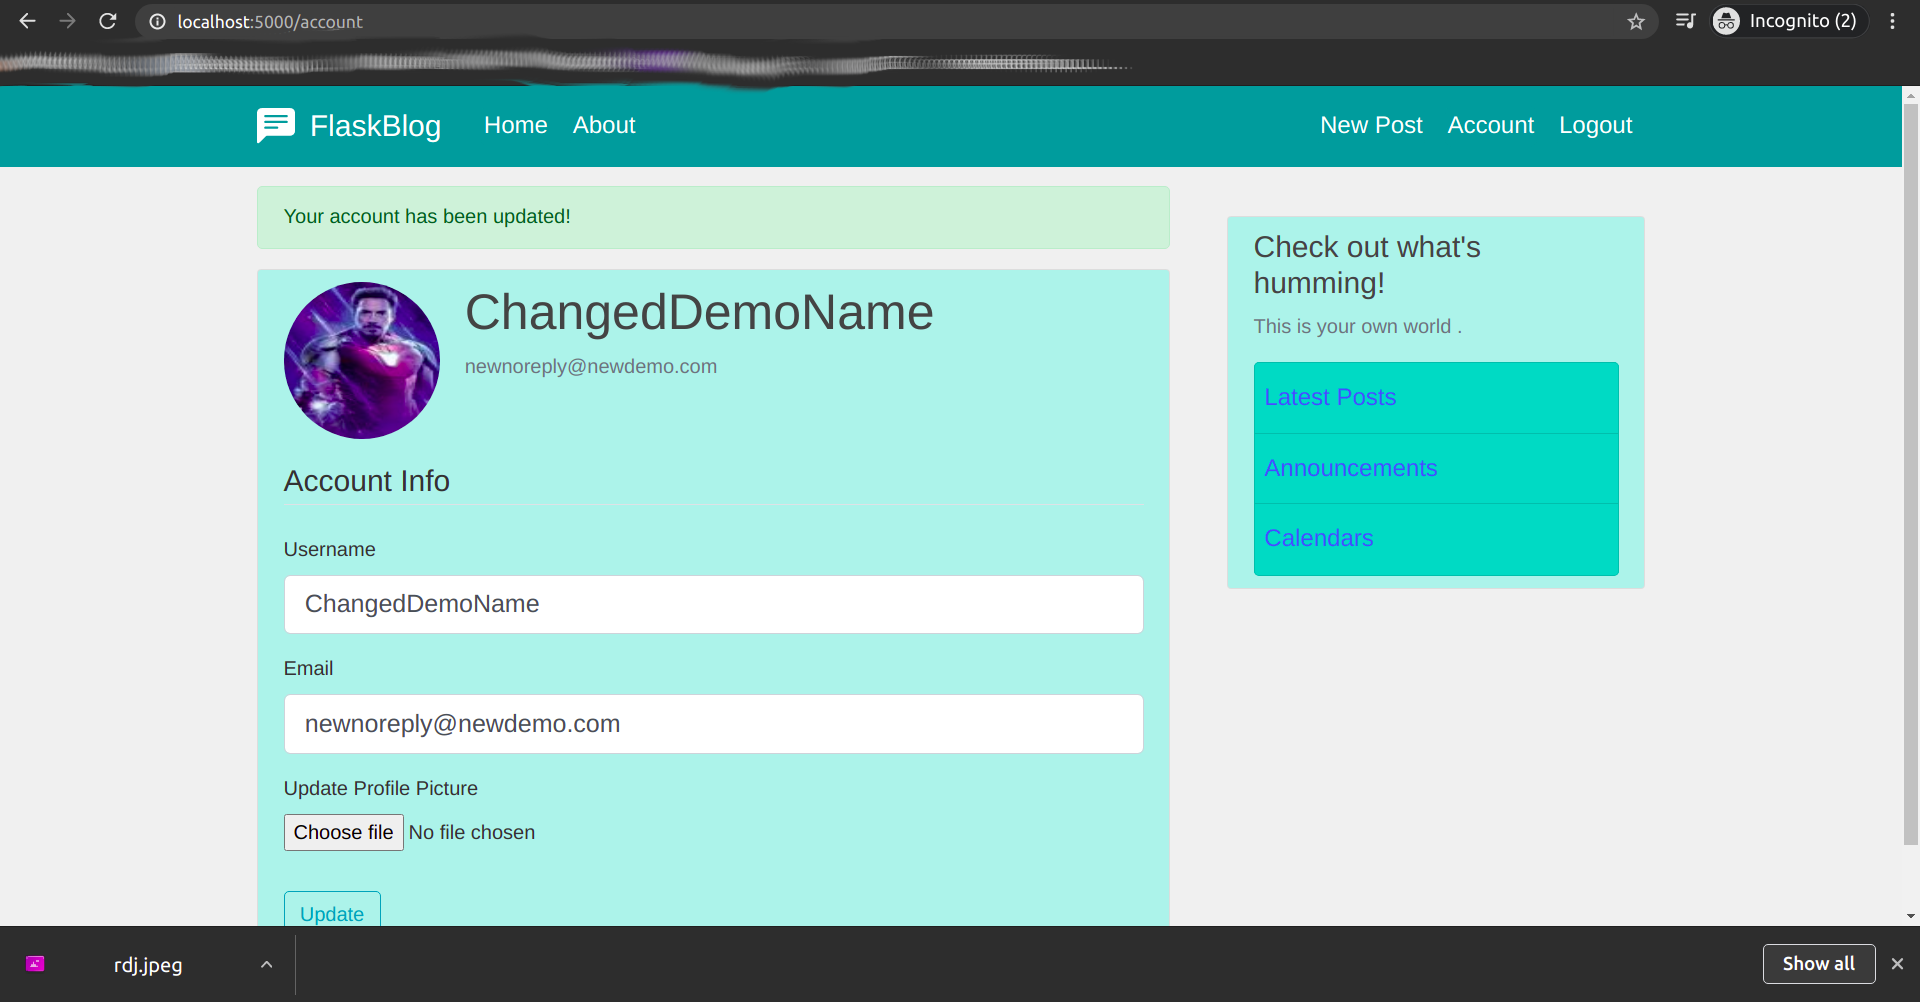 localhost:5000/account
Incognito (2)
FlaskBlog Home About New Post Account Logout
Your account has been updated!
ChangedDemoName
newnoreply@newdemo.com
Account Info
Username
ChangedDemoName
Email
newnoreply@newdemo.com
Update Profile Picture
Choose file No file chosen
Update
Check out what's
humming!
This is your own world .
Latest Posts
Announcements
Calendars
rdj.jpeg
Show all